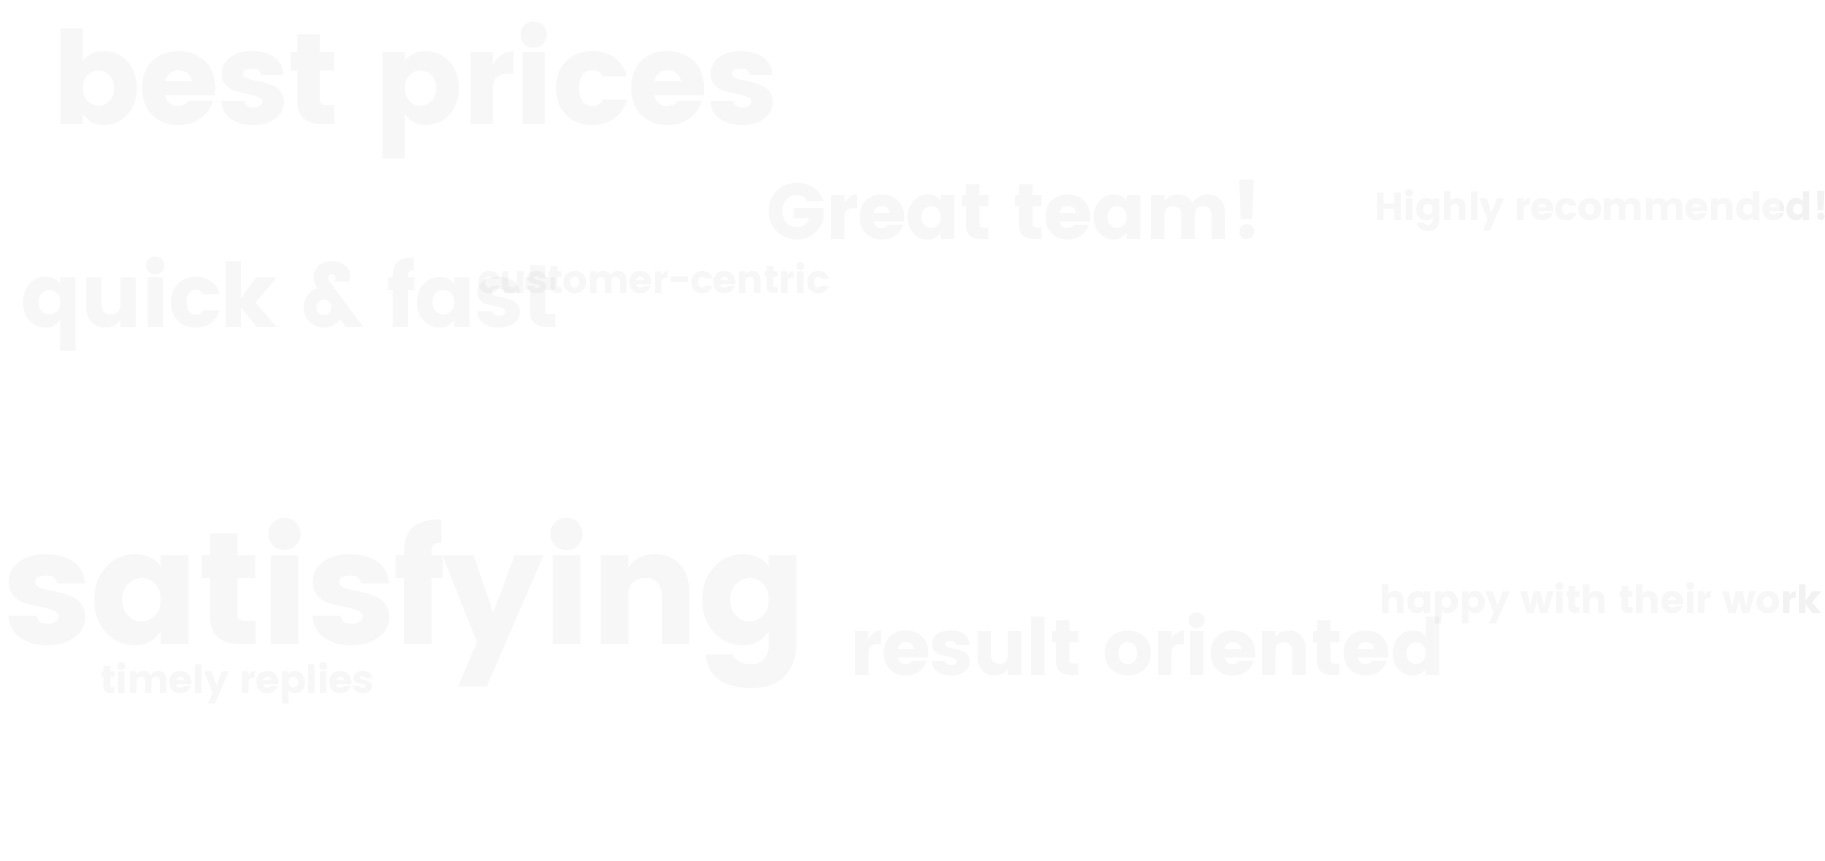 best prices
Great team!
Highly recommended!
quick & fast
customer-centric
satisfying
happy with their work
result oriented
timely replies